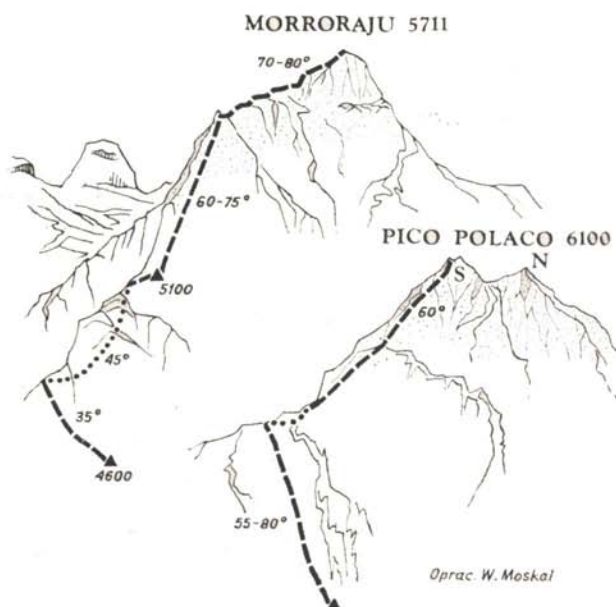 MORRORAJU 5711
70-80°
60-75°
PICO POLACO 6100
S
N
5100
60°
45°
35°
4600
55-80°
Oprac. W. Moskal